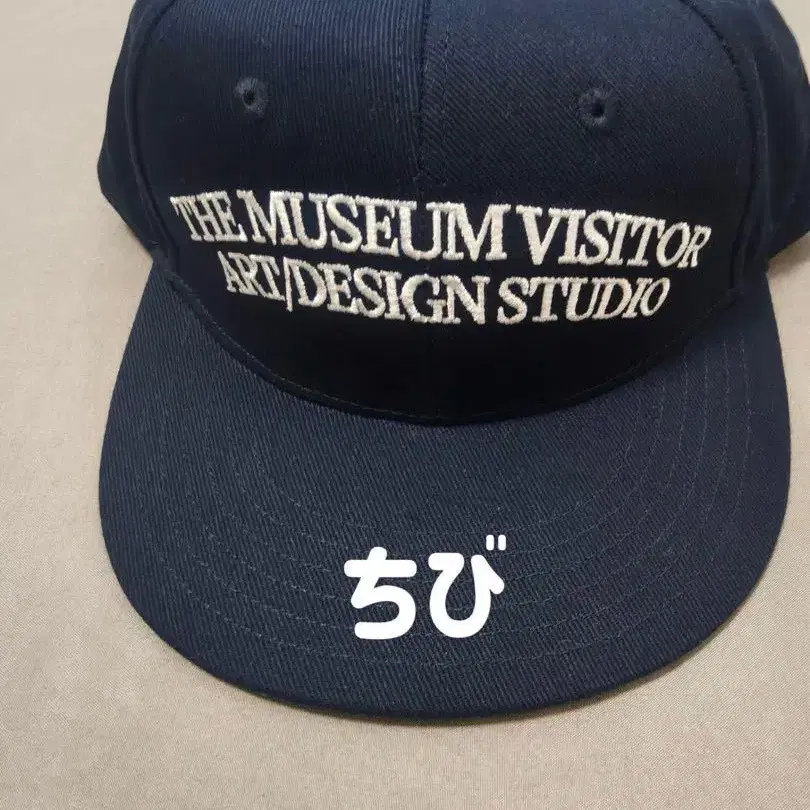 THE MUSEUM VISITOR
ART/DESIGN STUDIO
ちび